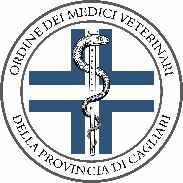 ORDINE DEI MEDICI VETERINARI
DELLA PROVINCIA DI CAGLIARI